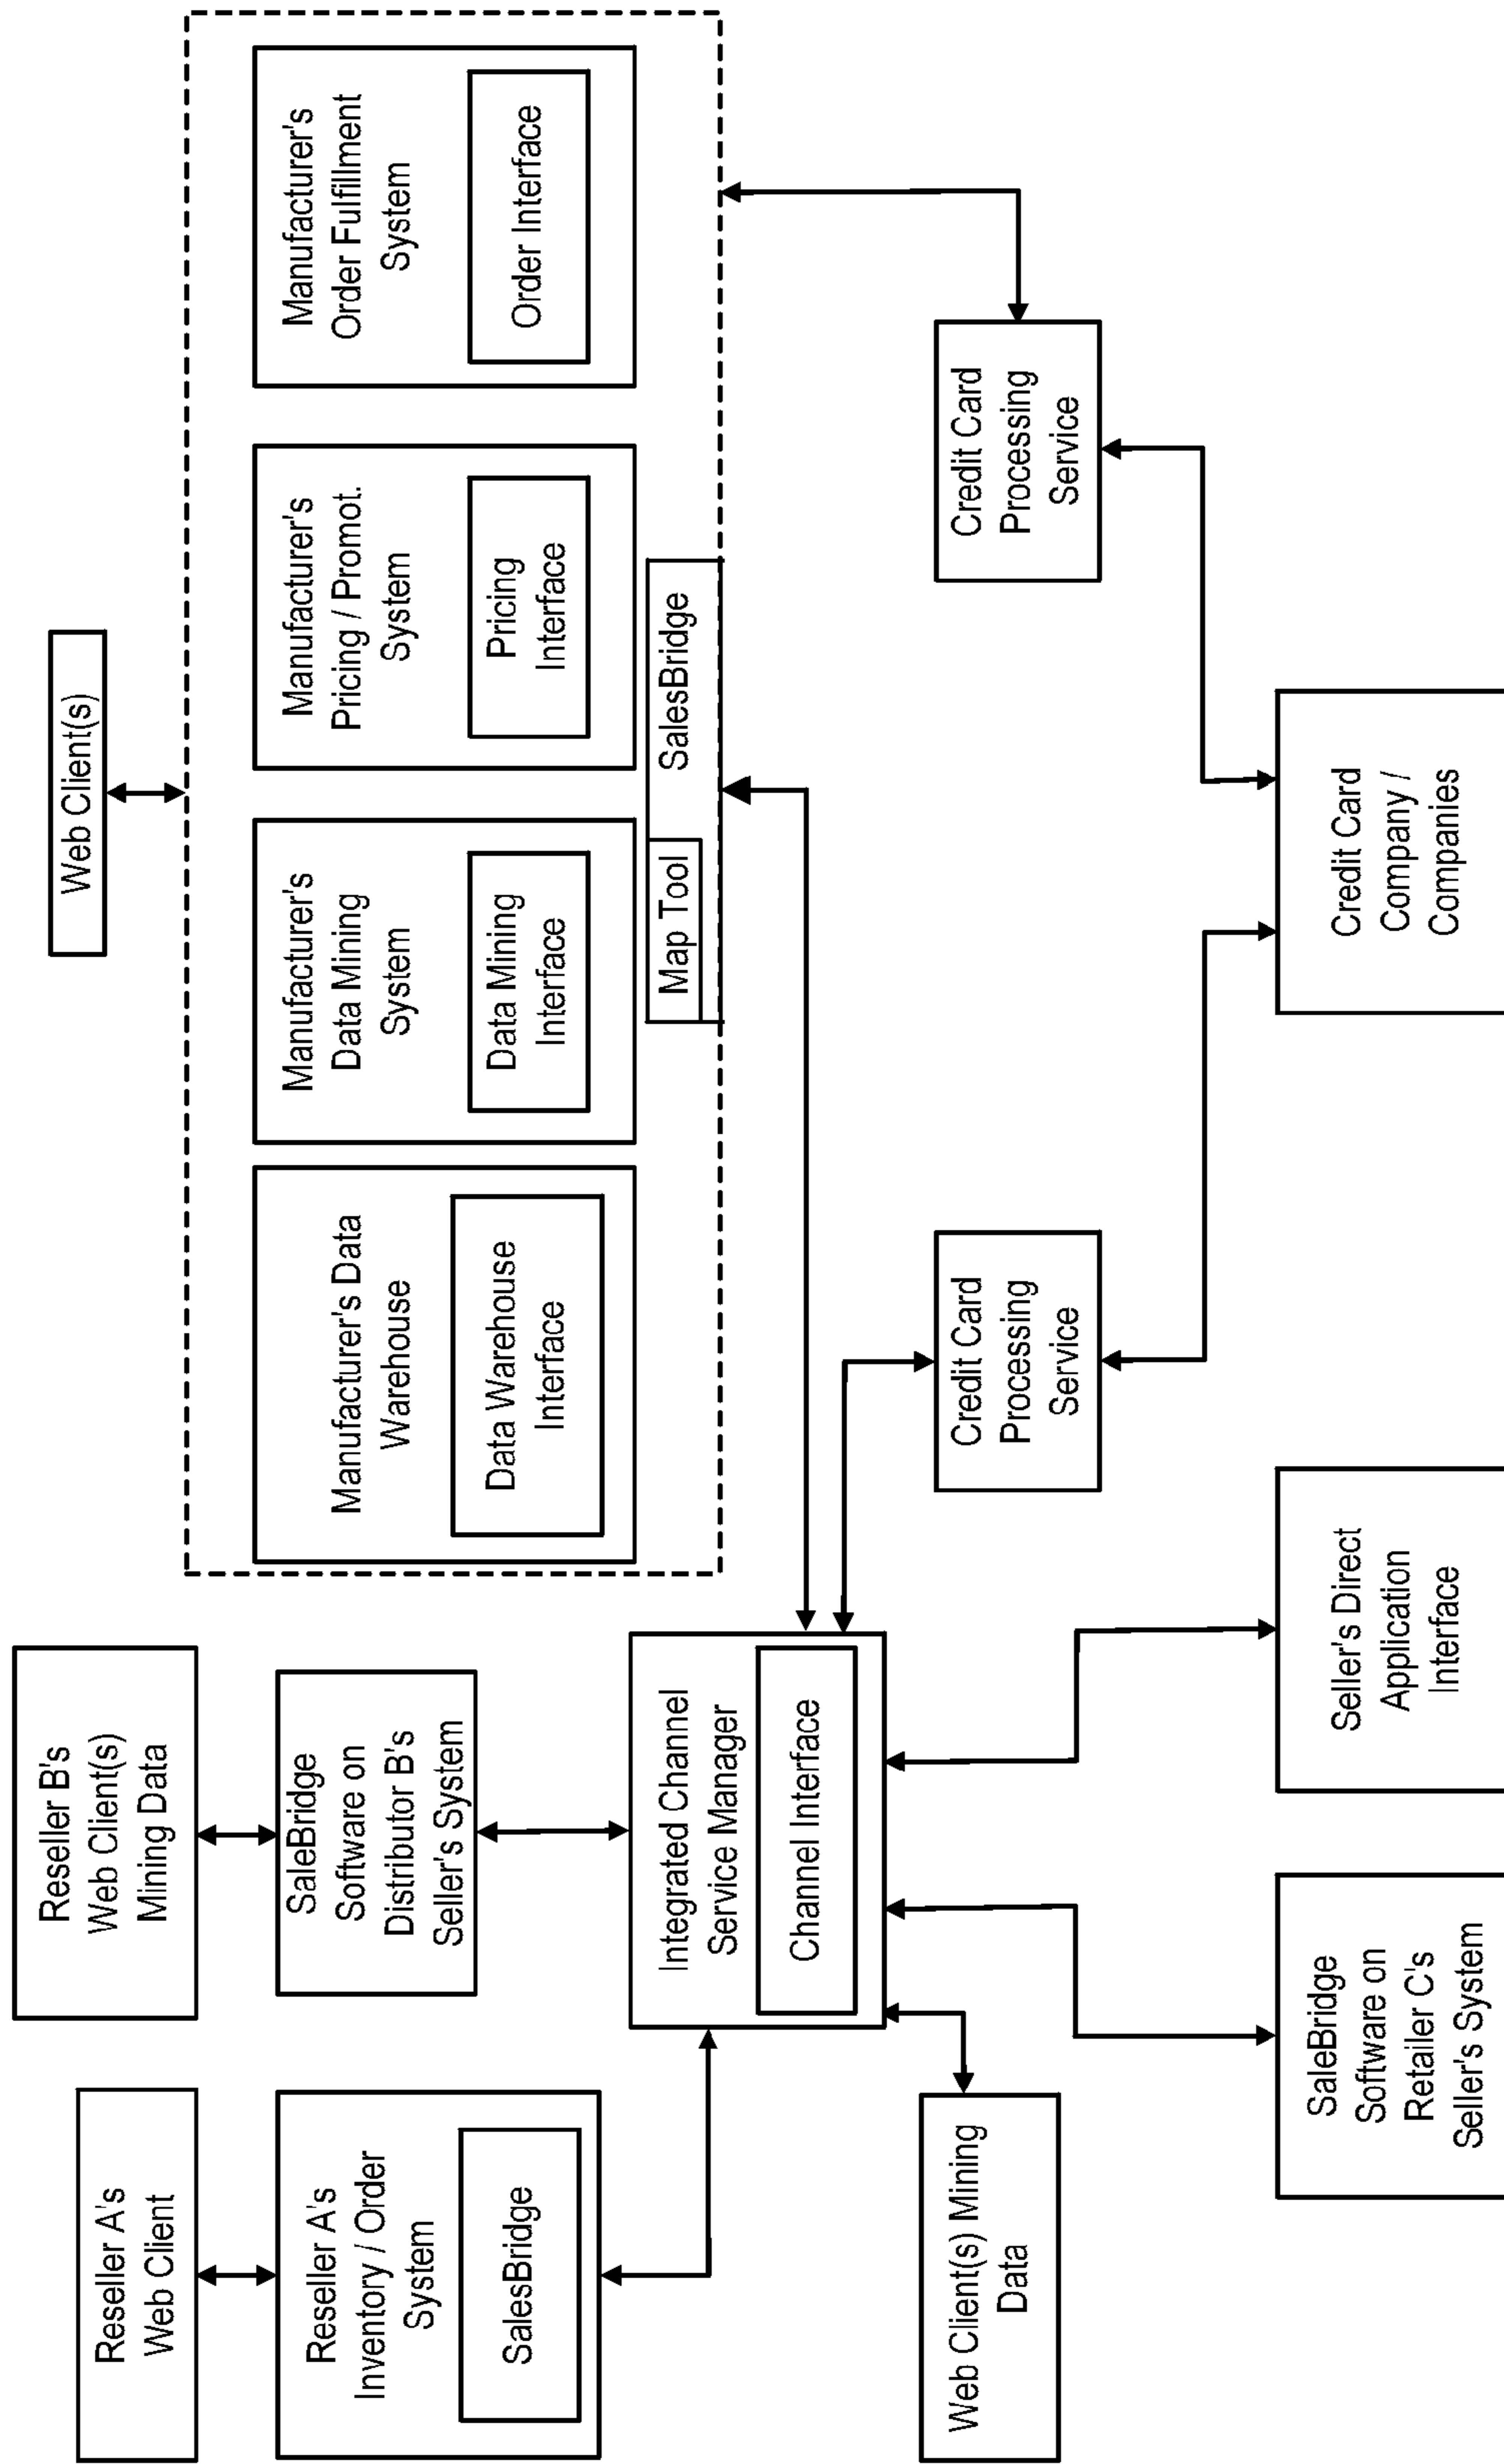 Reseller A's
Web Client
Reseller B's
Web Client(s)
Mining Data
Web Client(s)
Reseller A's
Inventory / Order
System
SalesBridge
SaleBridge
Software on
Distributor B's
Seller's System
Manufacturer's Data
Warehouse
Data Warehouse
Interface
Manufacturer's
Data Mining
System
Data Mining
Interface
Manufacturer's
Pricing / Promot.
System
Pricing
Interface
Manufacturer's
Order Fulfillment
System
Order Interface
Map Tool
SalesBridge
Integrated Channel
Service Manager
Channel Interface
Web Client(s) Mining
Data
Credit Card
Processing
Service
Credit Card
Processing
Service
SaleBridge
Software on
Retailer C's
Seller's System
Seller's Direct
Application
Interface
Credit Card
Company /
Companies